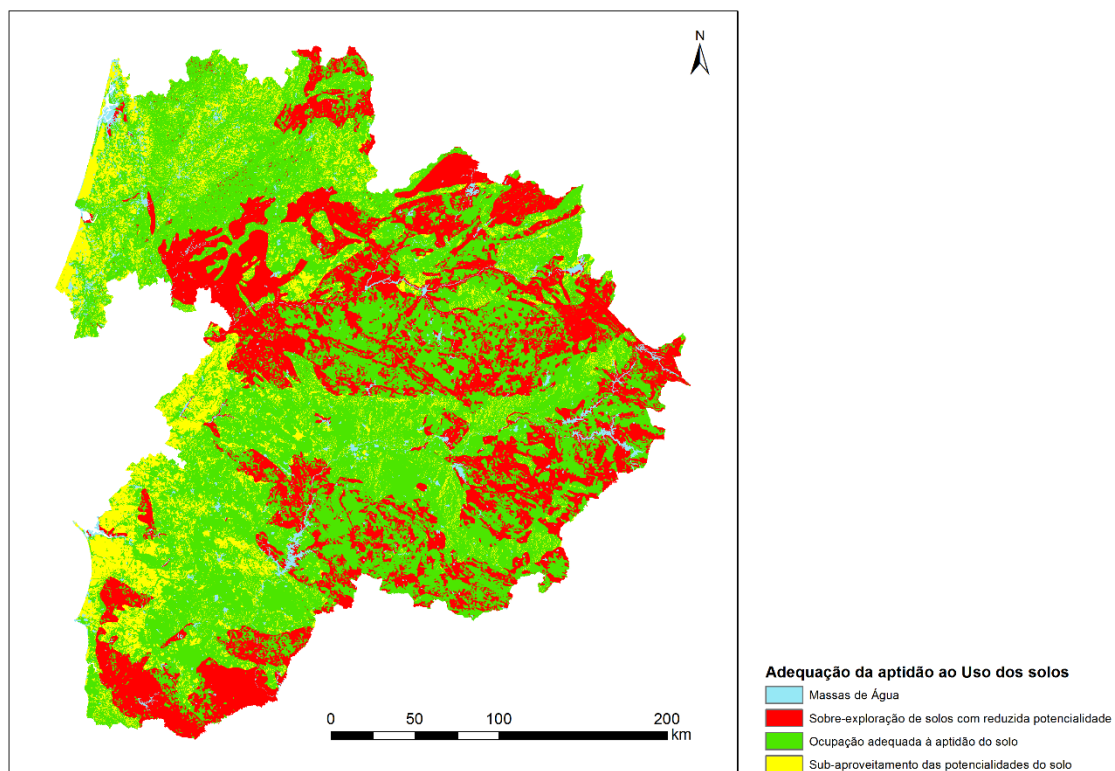 N
0 50 100 200
km
Adequação da aptidão ao Uso dos solos
Massas de Água
Sobre-exploração de solos com reduzida potencialidade
Ocupação adequada à aptidão do solo
Sub-aproveitamento das potencialidades do solo